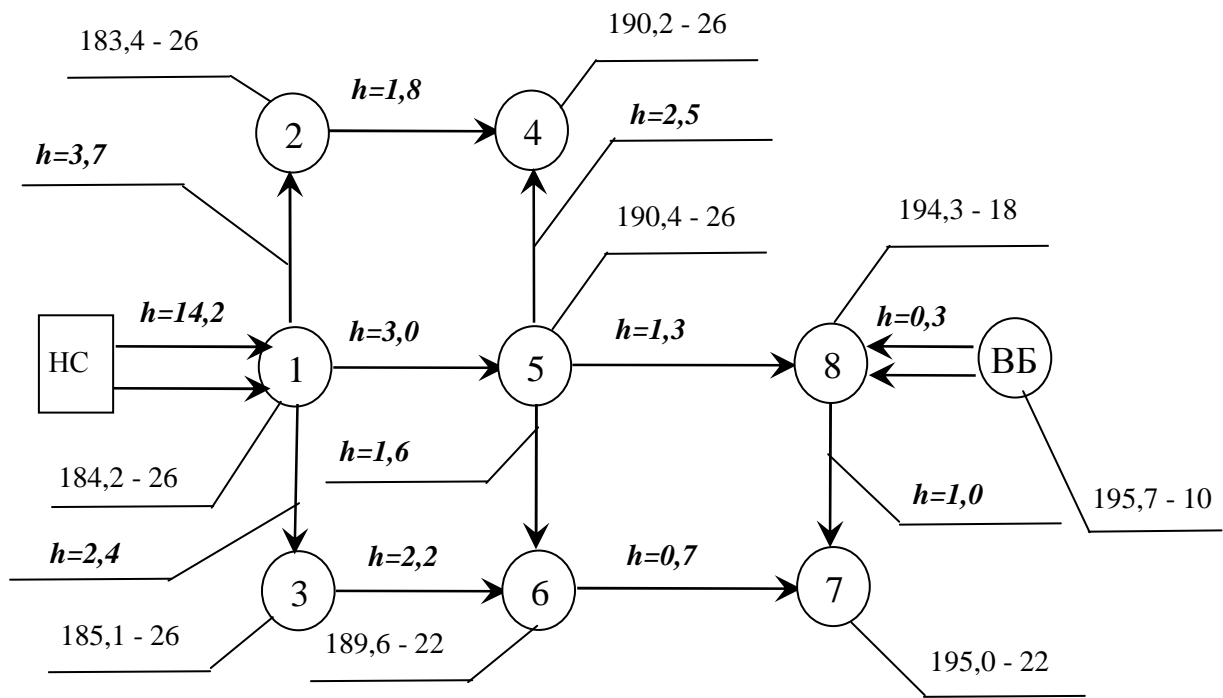 183,4 - 26
190,2 - 26
h=1,8
h=2,5
2
4
h=3,7
190,4 - 26
194,3 - 18
h=14,2
h=3,0
h=1,3
h=0,3
НС
1
5
8
ВБ
184,2 - 26
h=1,6
h=1,0
195,7 - 10
h=2,4
h=2,2
h=0,7
3
6
7
185,1 - 26
189,6 - 22
195,0 - 22